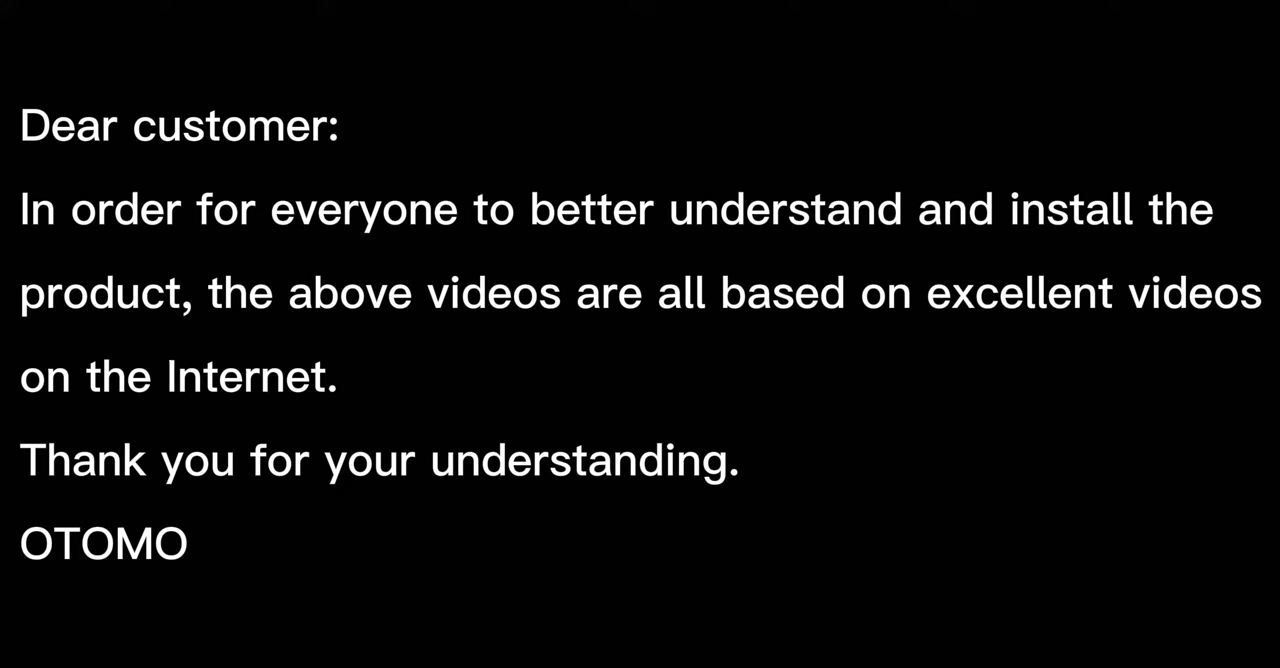 Dear customer:
In order for everyone to better understand and install the
product, the above videos are all based on excellent videos
on the Internet.
Thank you for your understanding.
OTOMO